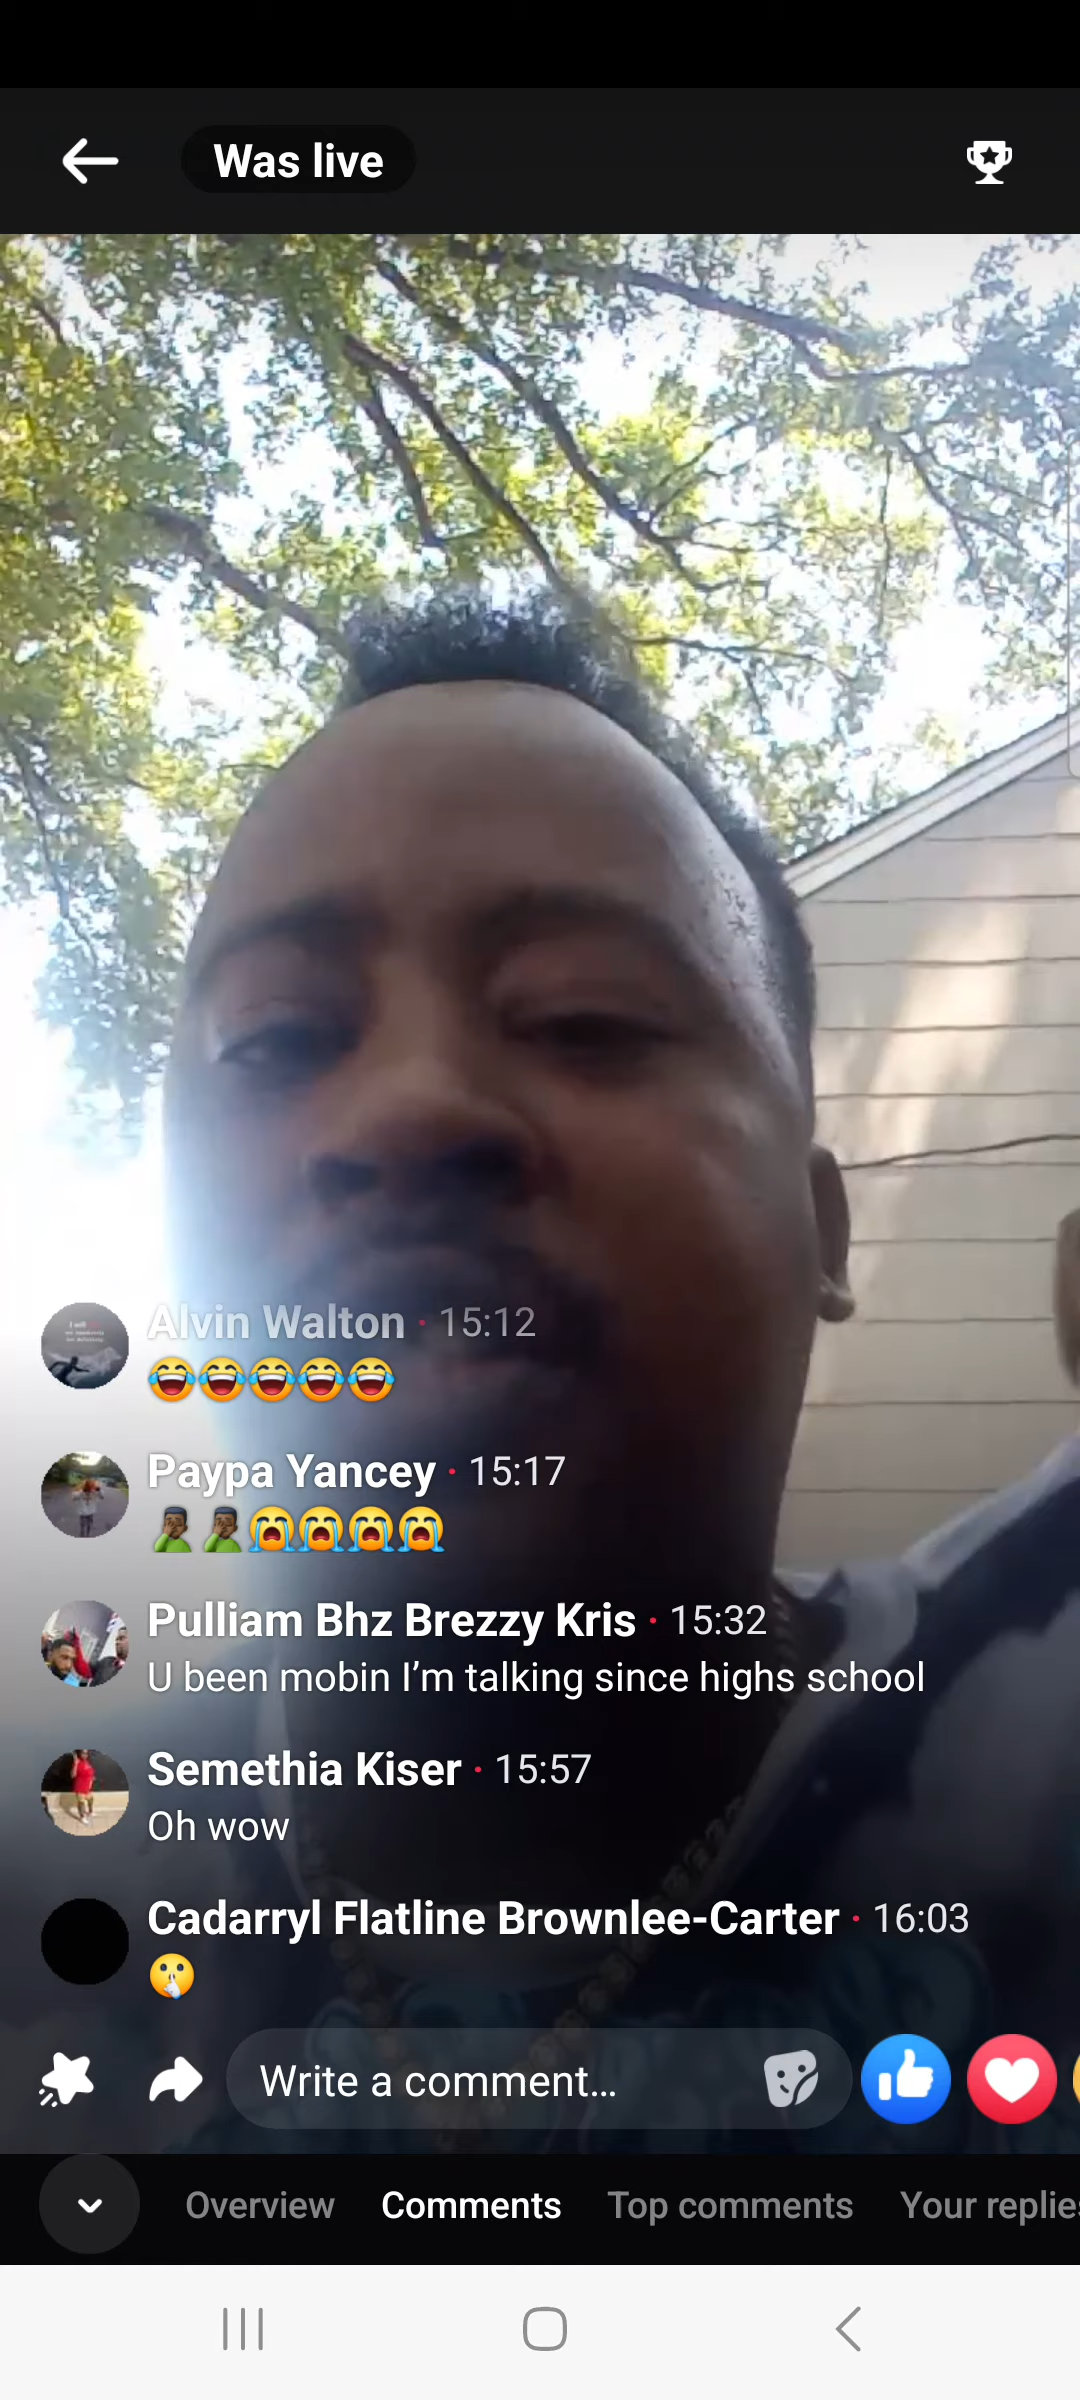 Was live
Alvin Walton · 15:12
😂😂😂😂😂
Paypa Yancey · 15:17
🤦🏿‍♂️🤦🏿‍♂️😭😭😭😭
Pulliam Bhz Brezzy Kris · 15:32
U been mobin I’m talking since highs school
Semethia Kiser · 15:57
Oh wow
Cadarryl Flatline Brownlee-Carter · 16:03
🤫
Write a comment...
Overview Comments Top comments Your replies